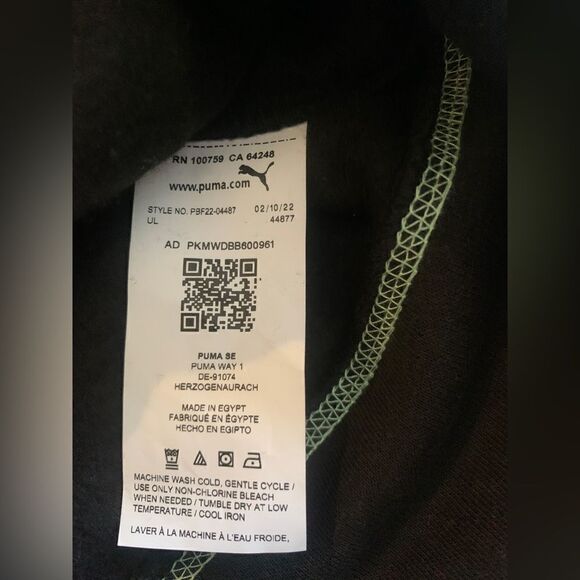 RN 100759 CA 64248
www.puma.com
STYLE NO. PBF22-04487 02/10/22
UL 44877
AD PKMWDBB600961
PUMA SE
PUMA WAY 1
DE-91074
HERZOGENAURACH
MADE IN EGYPT
FABRIQUÉ EN ÉGYPTE
HECHO EN EGIPTO
MACHINE WASH COLD, GENTLE CYCLE /
USE ONLY NON-CHLORINE BLEACH
WHEN NEEDED / TUMBLE DRY AT LOW
TEMPERATURE / COOL IRON
LAVER À LA MACHINE À L'EAU FROIDE,